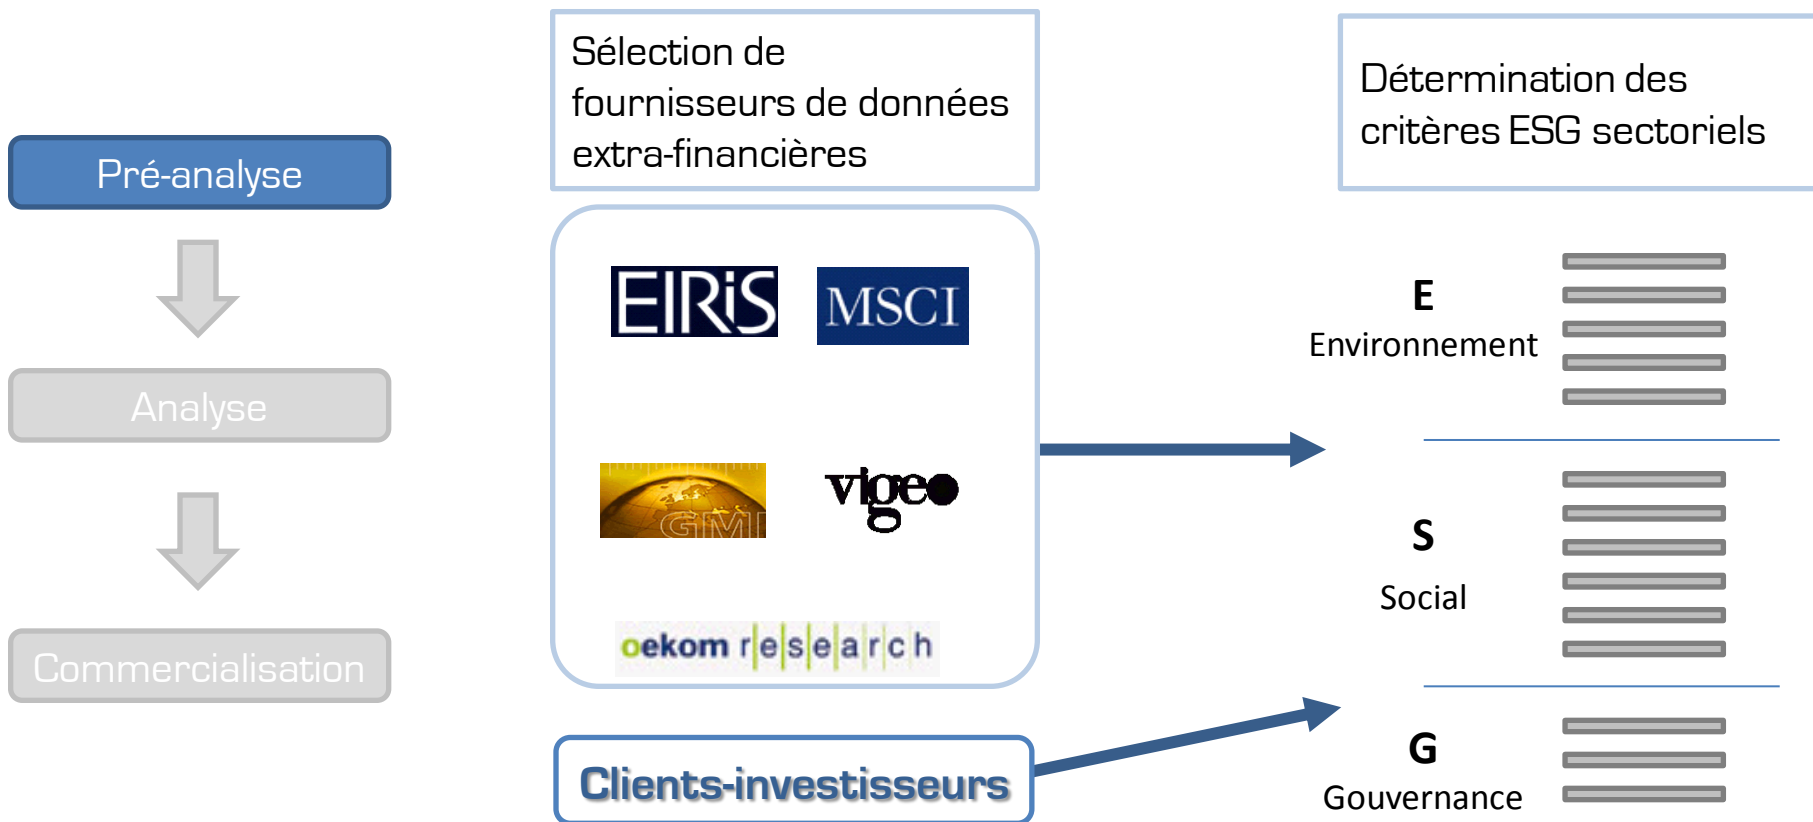 Pré-analyse
Analyse
Commercialisation
Sélection de
fournisseurs de données
extra-financières
EIRiS
MSCI
GMI
vigeo
oekom research
Clients-investisseurs
Détermination des
critères ESG sectoriels
E
Environnement
S
Social
G
Gouvernance